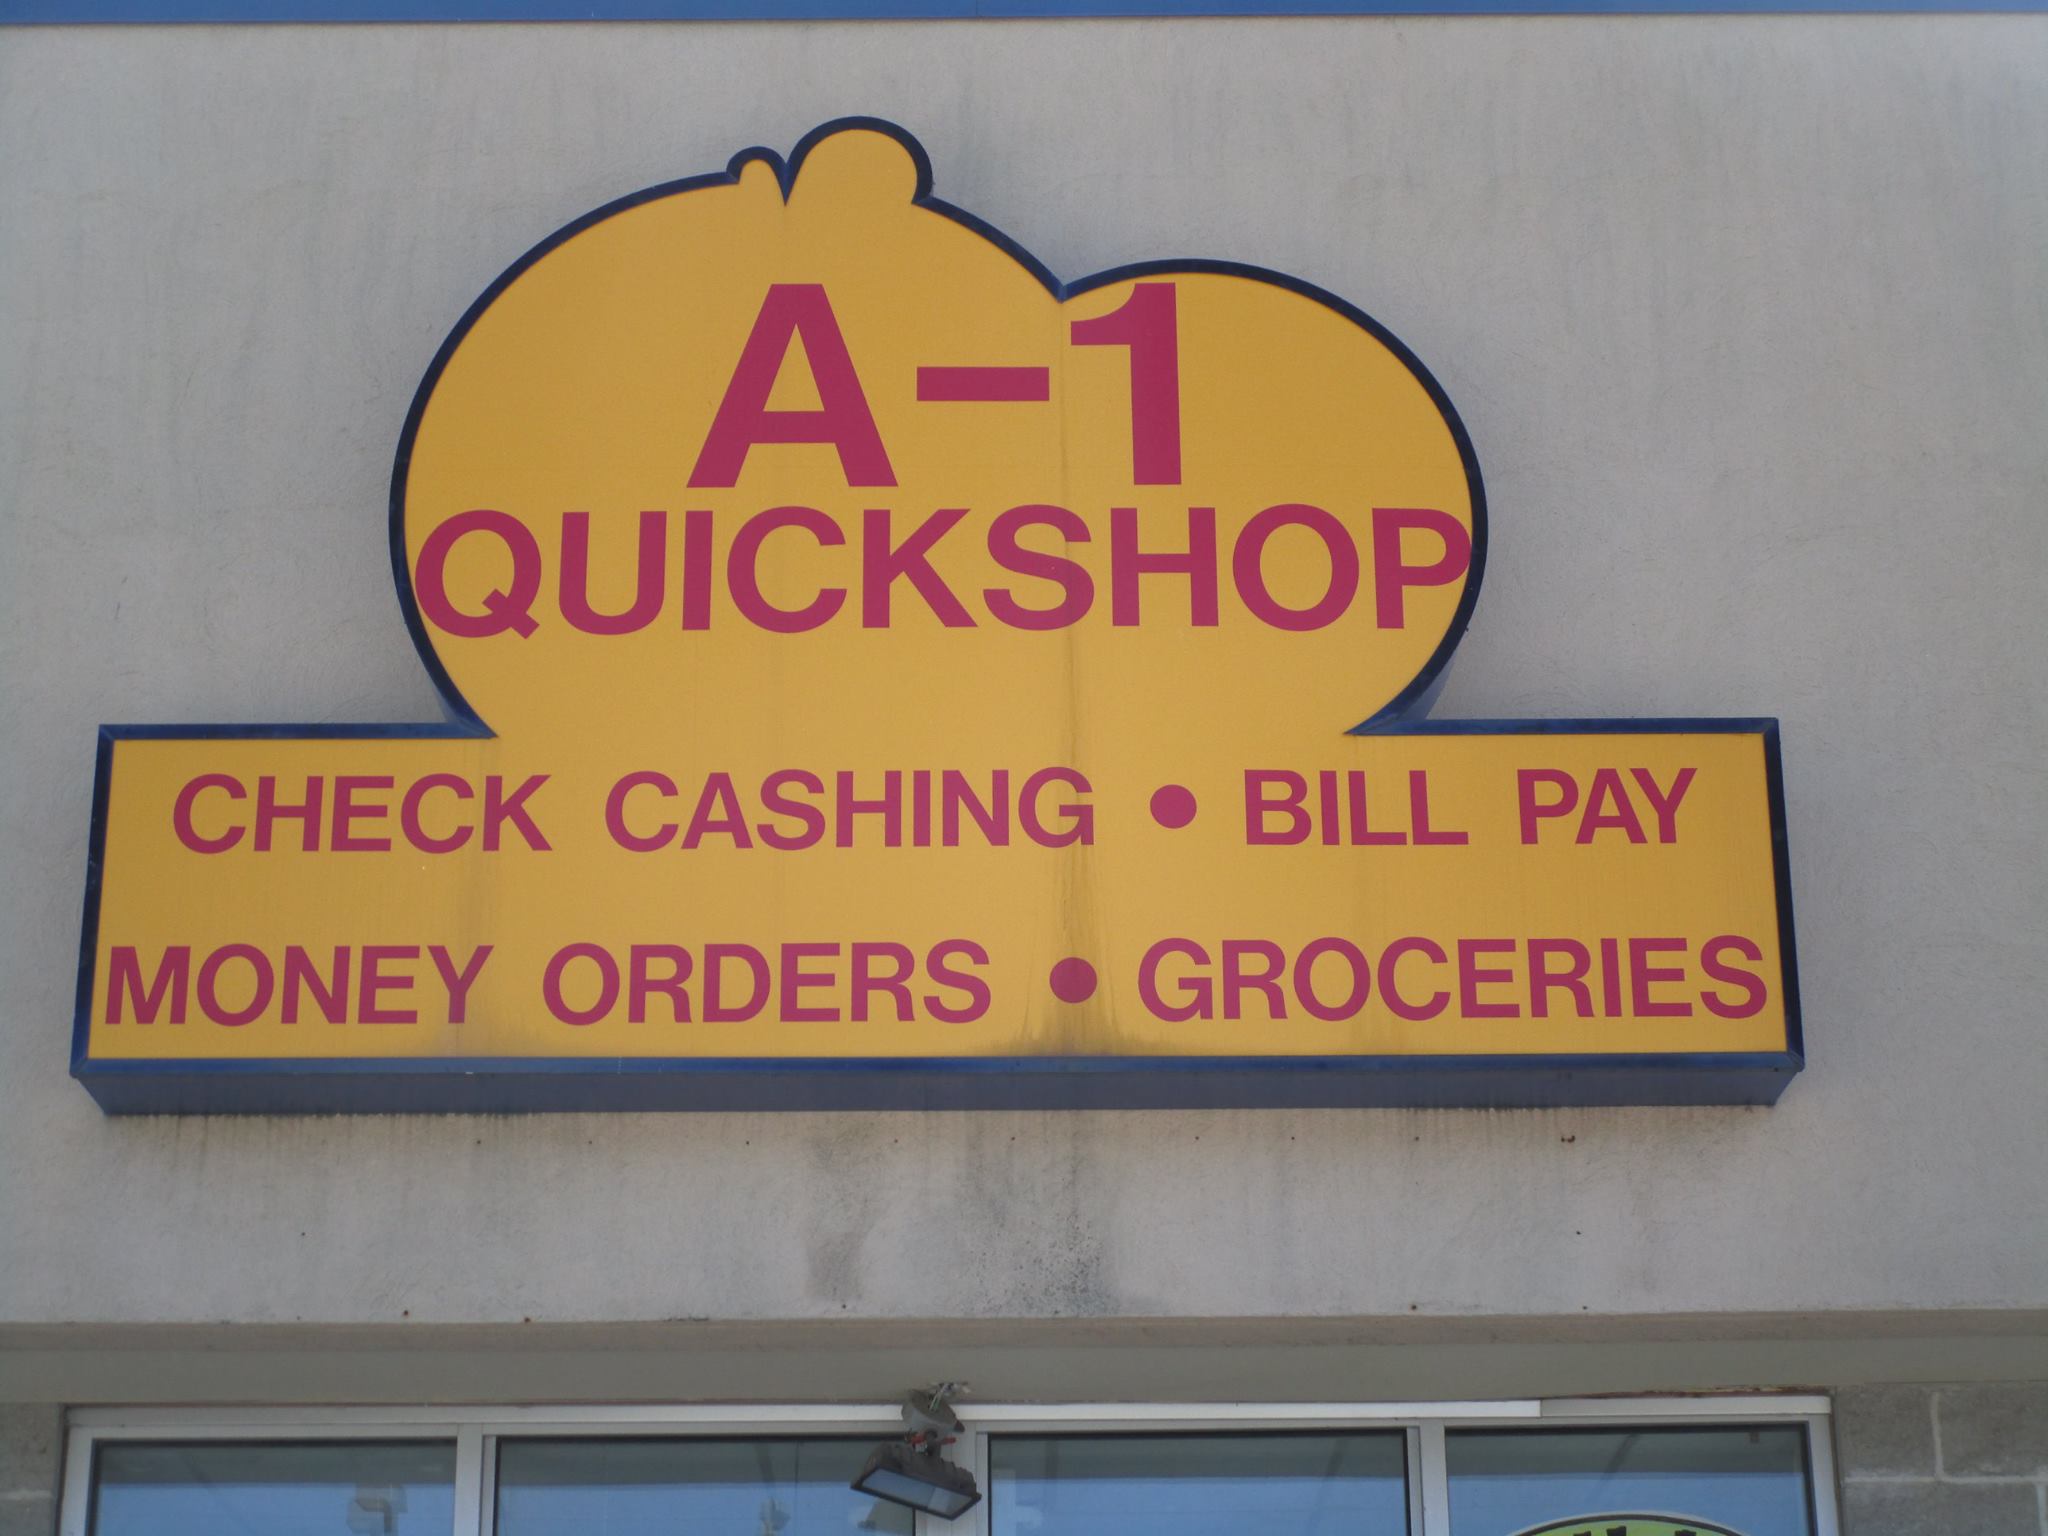 A-1
QUICKSHOP
CHECK CASHING • BILL PAY
MONEY ORDERS • GROCERIES